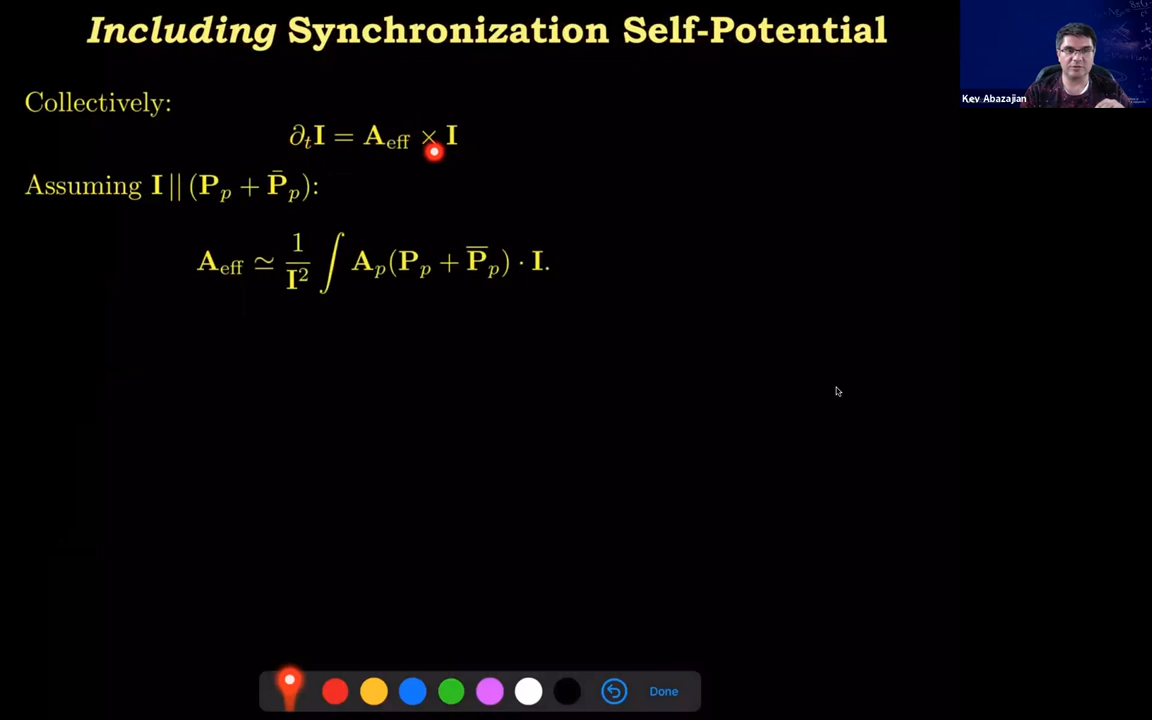 Including Synchronization Self-Potential
Kev Abazajian
Collectively:
∂ₜI = A_eff × I
Assuming I || (P_p + P̄_p):
A_eff ≃ 1/I² ∫ A_p(P_p + P̄_p) · I.
Done